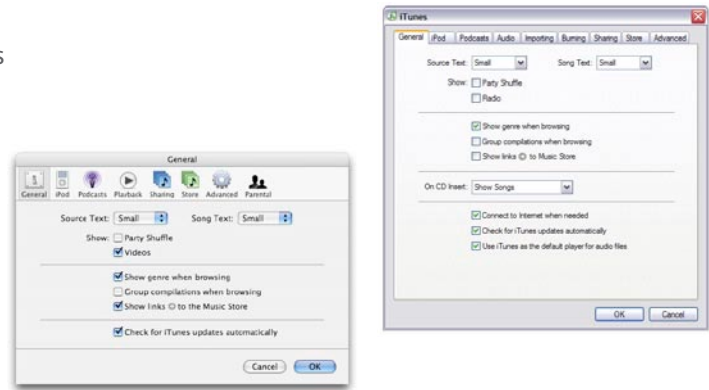 s
General
General iPod Podcasts Playback Sharing Store Advanced Parental
Source Text: Small Song Text: Small
Show: Party Shuffle
Videos
Show genre when browsing
Group compilations when browsing
Show links to the Music Store
Check for iTunes updates automatically
Cancel OK
iTunes
General iPod Podcasts Audio Importing Burning Sharing Store Advanced
Source Text: Small Song Text: Small
Show: Party Shuffle
Radio
Show genre when browsing
Group compilations when browsing
Show links to Music Store
On CD Insert: Show Songs
Connect to Internet when needed
Check for iTunes updates automatically
Use iTunes as the default player for audio files
OK Cancel